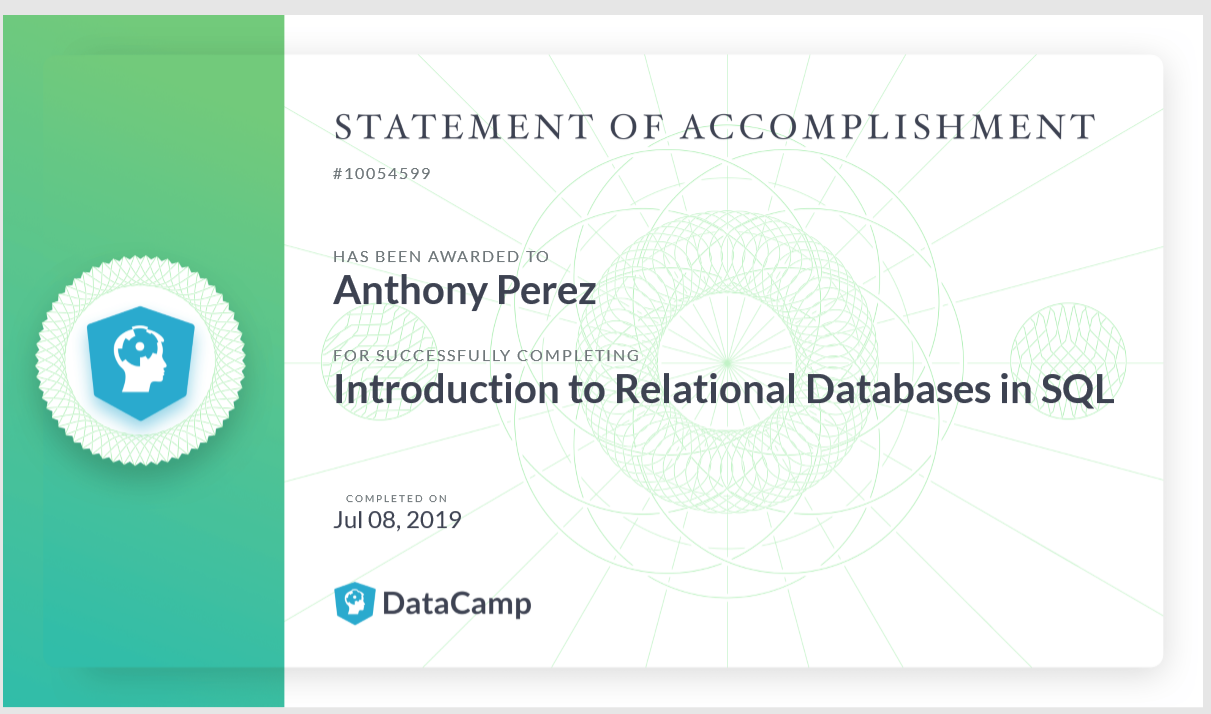 STATEMENT OF ACCOMPLISHMENT
#10054599
HAS BEEN AWARDED TO
Anthony Perez
FOR SUCCESSFULLY COMPLETING
Introduction to Relational Databases in SQL
COMPLETED ON
Jul 08, 2019
DataCamp